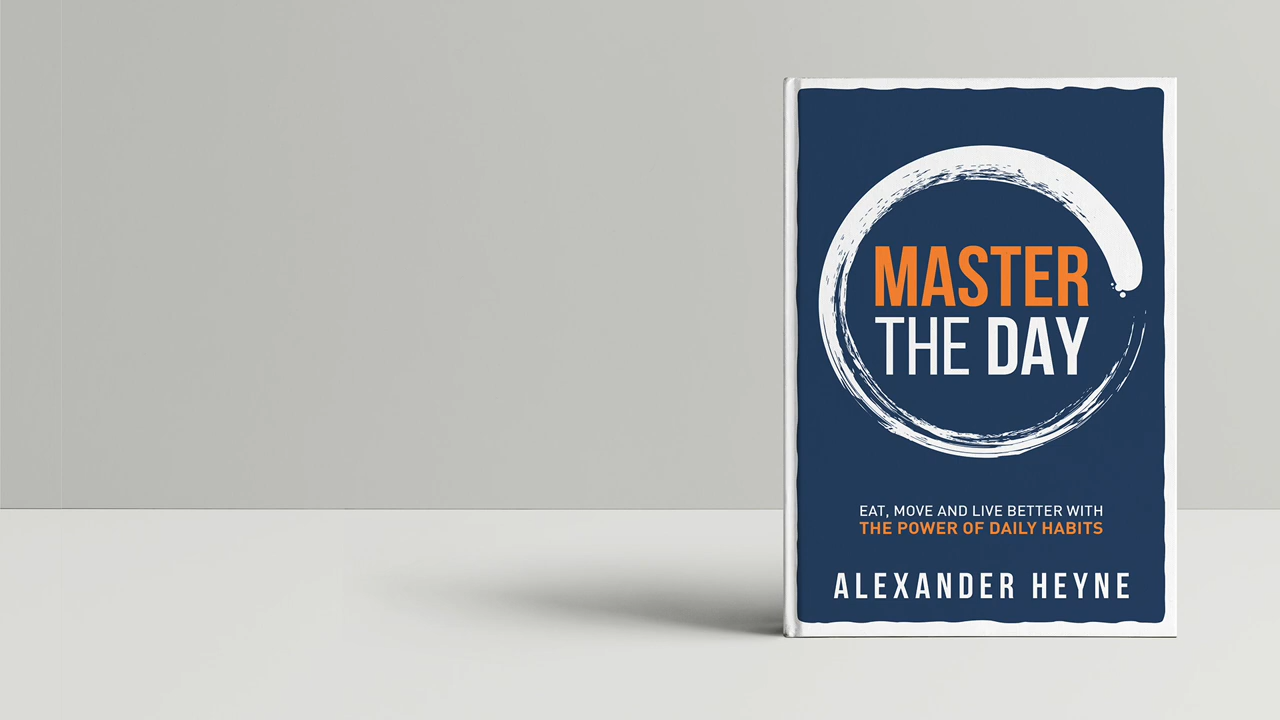 MASTER
THE DAY
EAT, MOVE AND LIVE BETTER WITH
THE POWER OF DAILY HABITS
ALEXANDER HEYNE